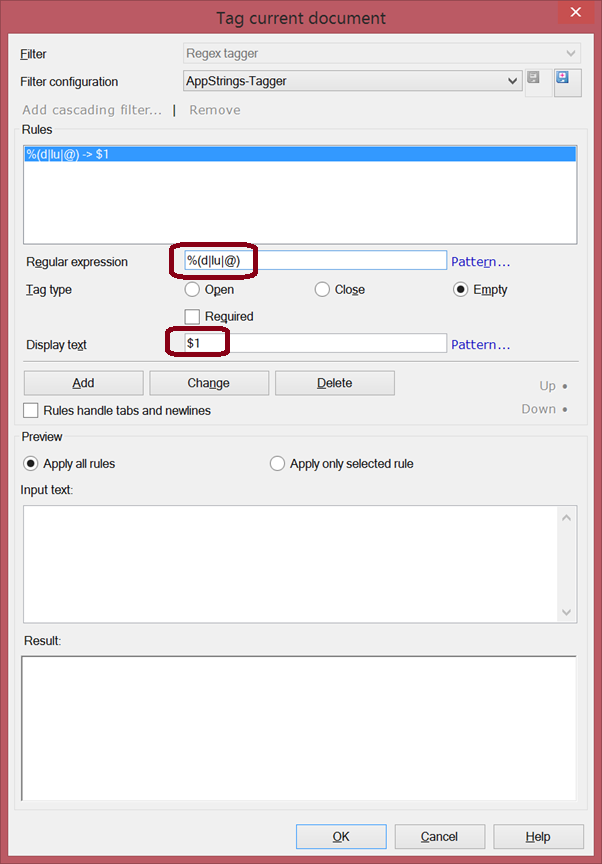 Tag current document
Filter Regex tagger
Filter configuration AppStrings-Tagger
Add cascading filter... | Remove
Rules
%(d|lu|@) -> $1
Regular expression %(d|lu|@) Pattern...
Tag type Open Close Empty
Required
Display text $1 Pattern...
Add Change Delete Up
Rules handle tabs and newlines Down
Preview
Apply all rules Apply only selected rule
Input text:
Result:
OK Cancel Help